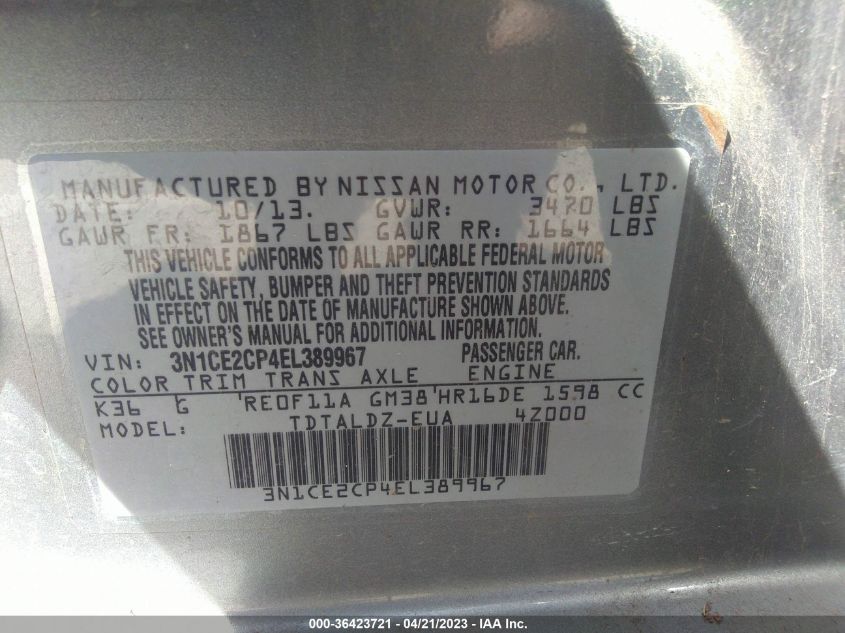 MANUFACTURED BY NISSAN MOTOR CO., LTD.
DATE: 10/13. GVWR: 3470 LBS
GAWR FR: 1867 LBS GAWR RR: 1664 LBS
THIS VEHICLE CONFORMS TO ALL APPLICABLE FEDERAL MOTOR
VEHICLE SAFETY, BUMPER AND THEFT PREVENTION STANDARDS
IN EFFECT ON THE DATE OF MANUFACTURE SHOWN ABOVE.
SEE OWNER'S MANUAL FOR ADDITIONAL INFORMATION.
VIN: 3N1CE2CP4EL389967 PASSENGER CAR.
COLOR TRIM TRANS AXLE ENGINE
K36 G 'RE0F11A GM38'HR16DE 1598 CC
MODEL: TDTALDZ-EUA 4Z000
3N1CE2CP4EL389967
000-36423721 - 04/21/2023 - IAA Inc.